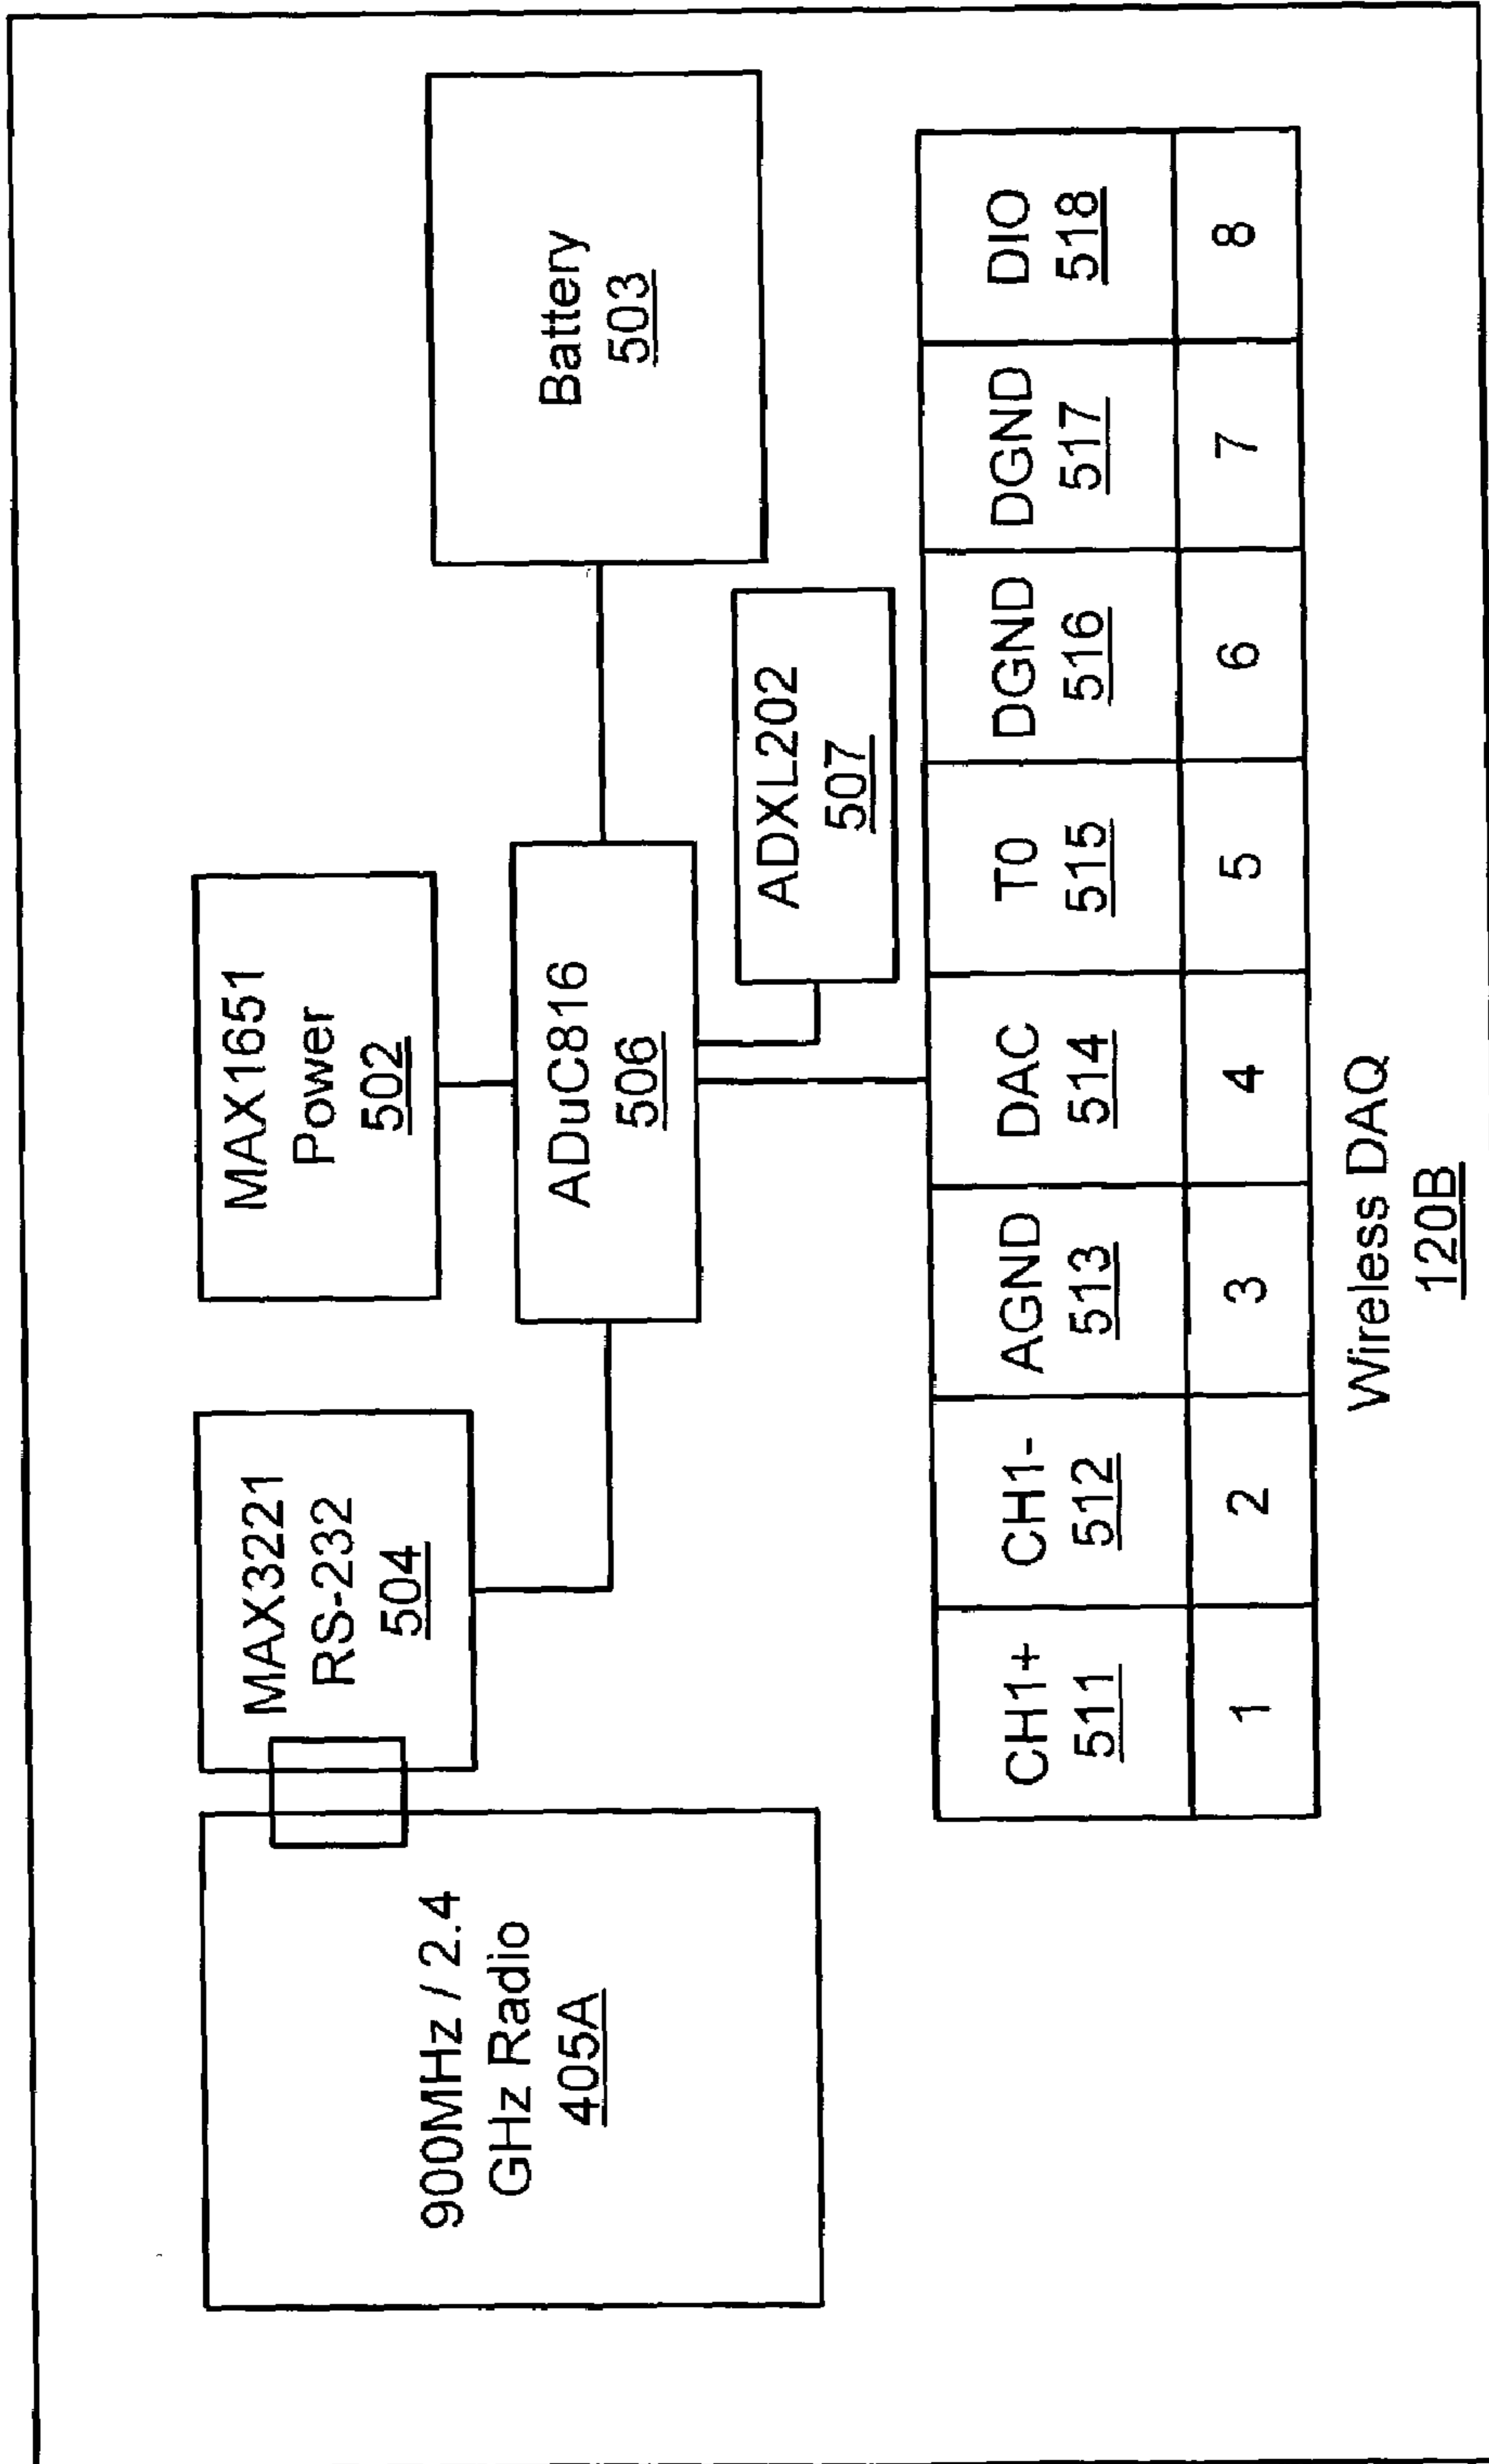 900MHz / 2.4
GHz Radio
405A
MAX3221
RS-232
504
MAX1651
Power
502
ADuC816
506
Battery
503
ADXL202
507
CH1+
511
CH1-
512
AGND
513
DAC
514
T0
515
DGND
516
DGND
517
DIO
518
1
2
3
4
5
6
7
8
Wireless DAQ
120B